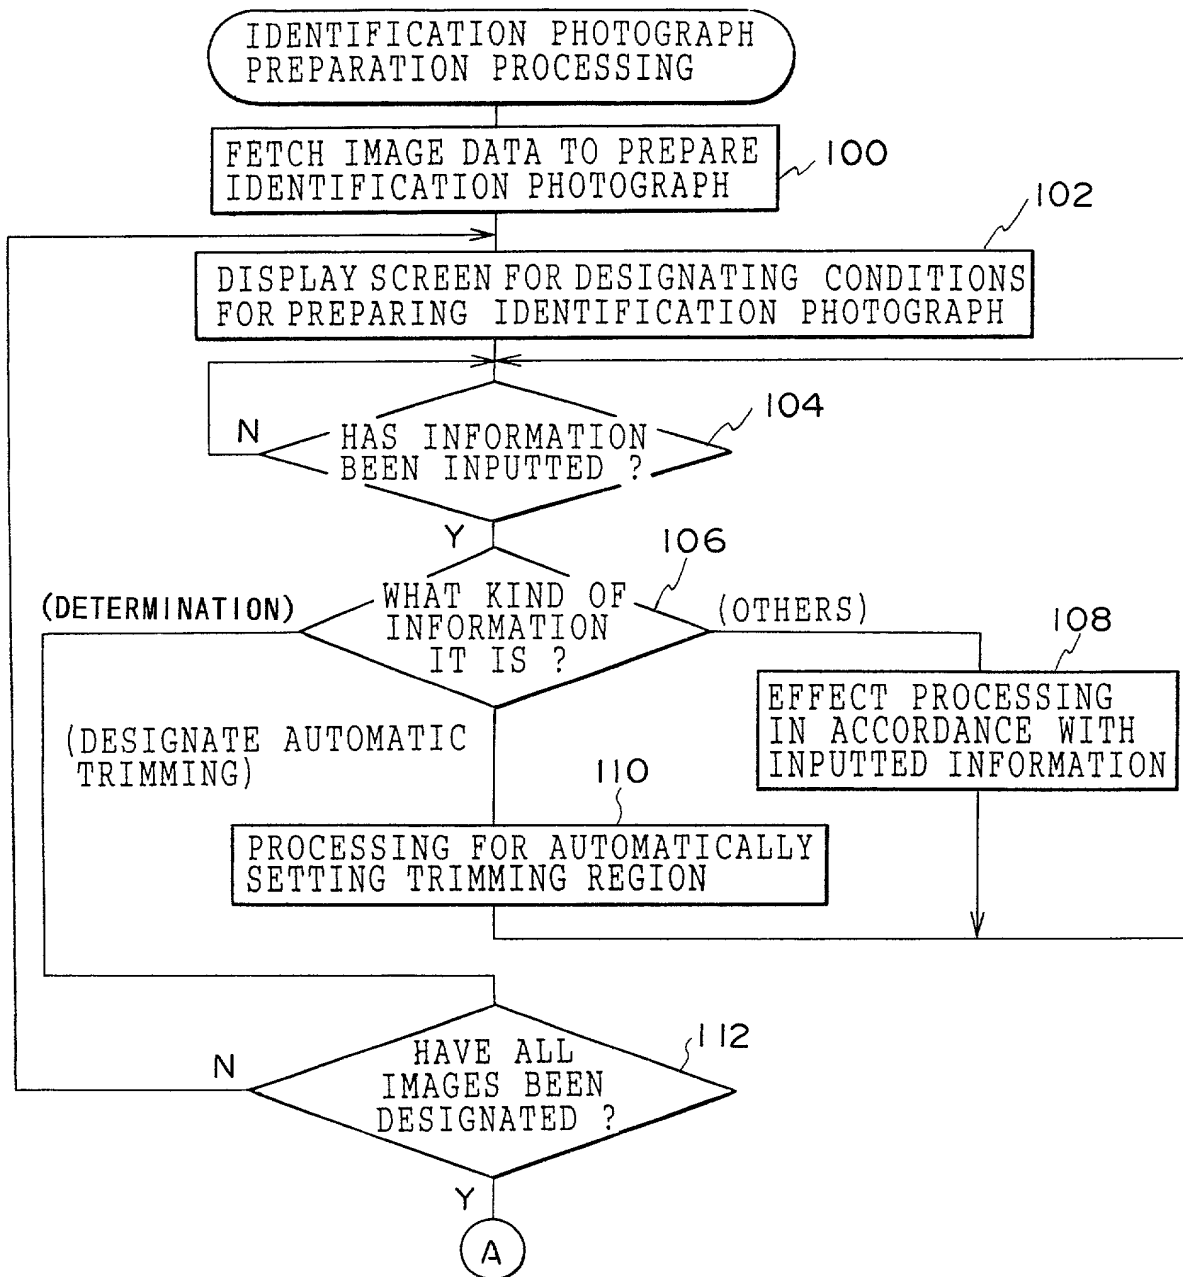 IDENTIFICATION PHOTOGRAPH
PREPARATION PROCESSING
FETCH IMAGE DATA TO PREPARE
IDENTIFICATION PHOTOGRAPH
100
102
DISPLAY SCREEN FOR DESIGNATING CONDITIONS
FOR PREPARING IDENTIFICATION PHOTOGRAPH
104
N
HAS INFORMATION
BEEN INPUTTED ?
Y
106
(DETERMINATION)
WHAT KIND OF
INFORMATION
IT IS ?
(OTHERS)
108
EFFECT PROCESSING
IN ACCORDANCE WITH
INPUTTED INFORMATION
(DESIGNATE AUTOMATIC
TRIMMING)
110
PROCESSING FOR AUTOMATICALLY
SETTING TRIMMING REGION
112
N
HAVE ALL
IMAGES BEEN
DESIGNATED ?
Y
A